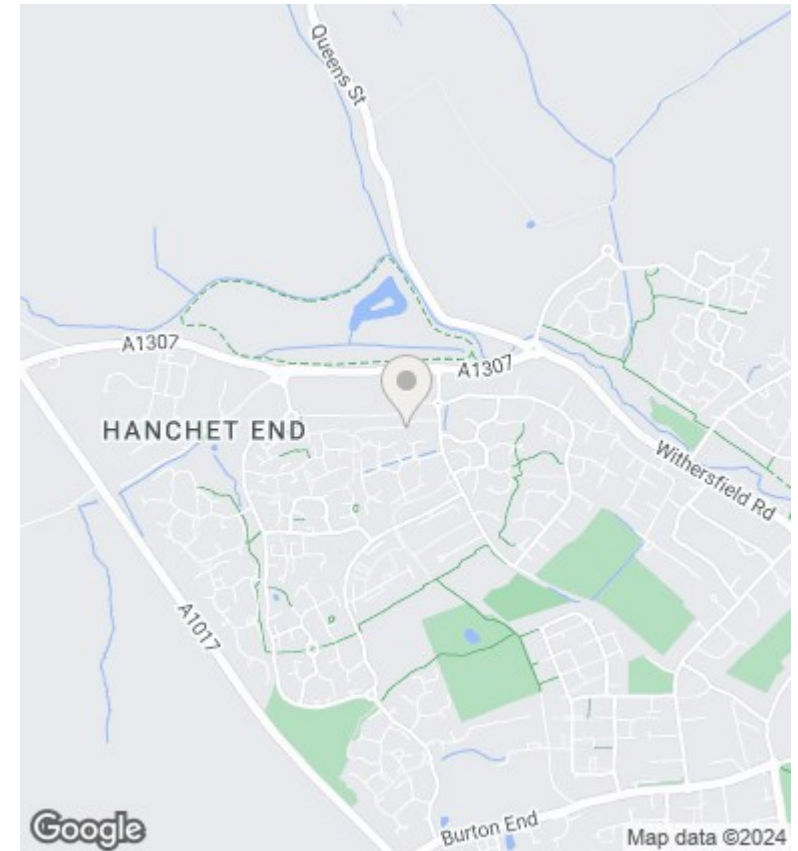 Queens St
A1307
A1307
HANCHET END
Withersfield Rd
A1017
Burton End
Google
Map data ©2024